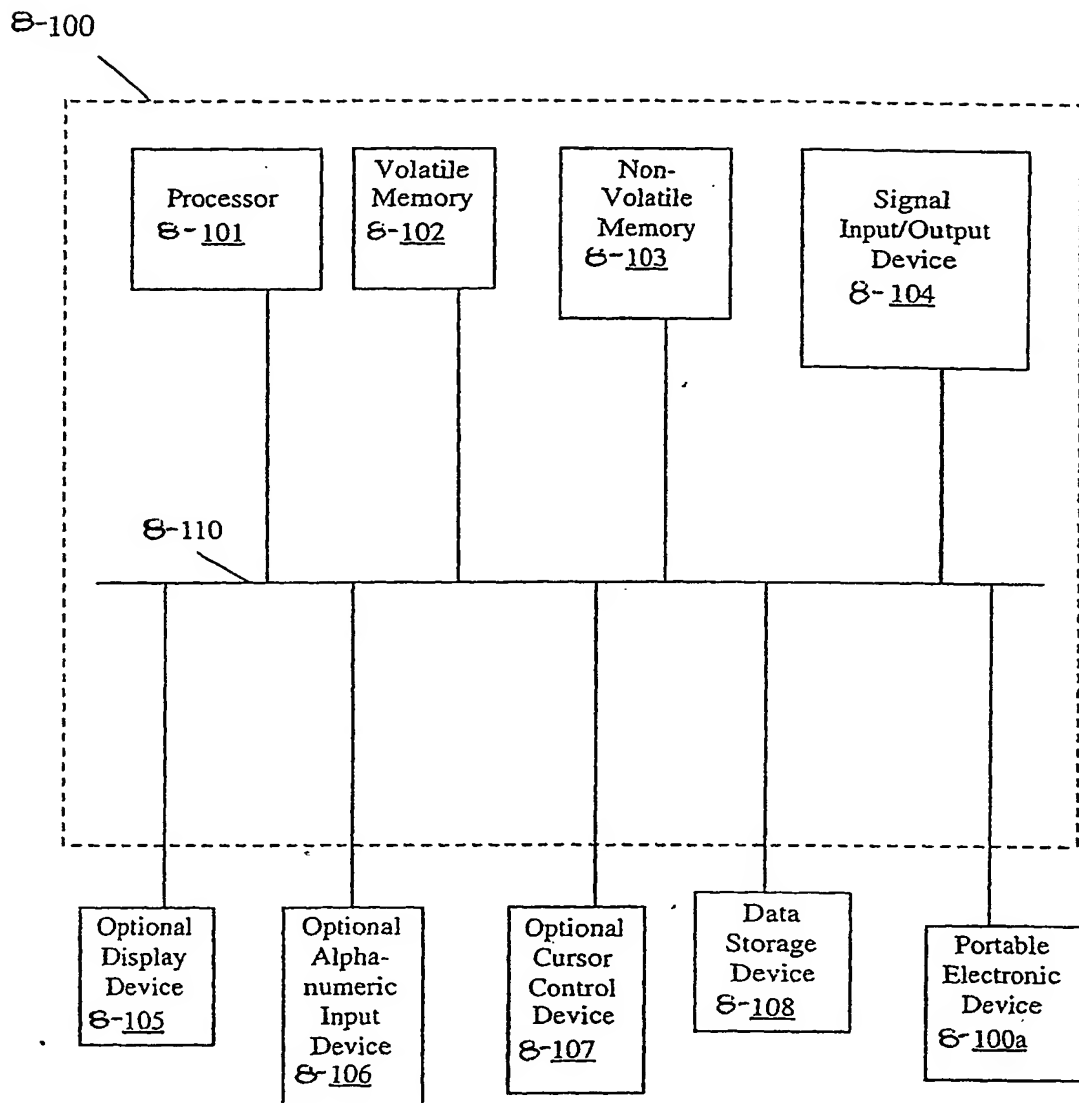 8-100
Processor
8-101
Volatile
Memory
8-102
Non-
Volatile
Memory
8-103
Signal
Input/Output
Device
8-104
8-110
Optional
Display
Device
8-105
Optional
Alpha-
numeric
Input
Device
8-106
Optional
Cursor
Control
Device
8-107
Data
Storage
Device
8-108
Portable
Electronic
Device
8-100a